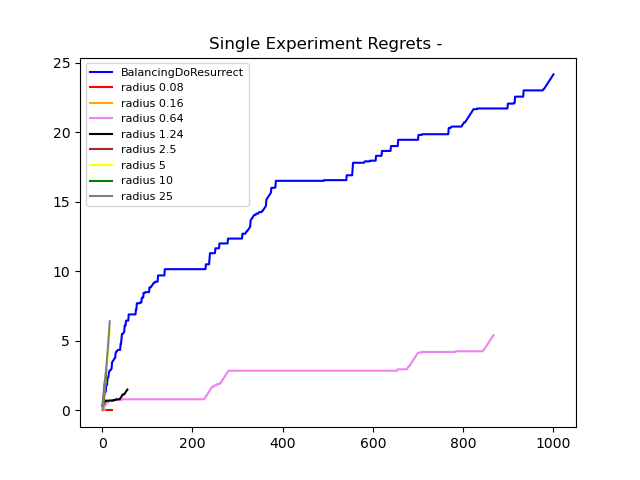 Single Experiment Regrets -
25
20
15
10
5
0
BalancingDoResurrect
radius 0.08
radius 0.16
radius 0.64
radius 1.24
radius 2.5
radius 5
radius 10
radius 25
0 200 400 600 800 1000